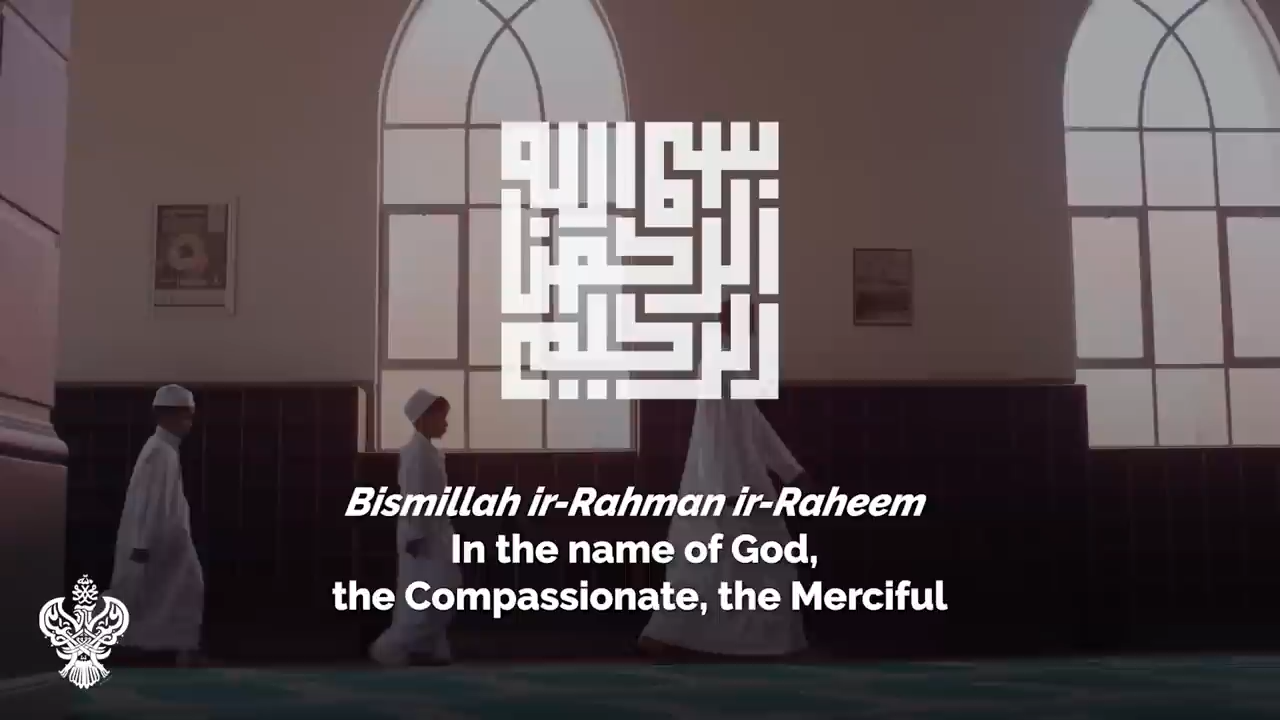 بسم الله
الرحمن
الرحيم
Bismillah ir-Rahman ir-Raheem
In the name of God,
the Compassionate, the Merciful